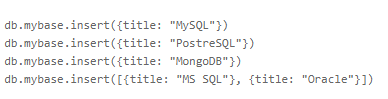 db.mybase.insert({title: "MySQL"})
db.mybase.insert({title: "PostreSQL"})
db.mybase.insert({title: "MongoDB"})
db.mybase.insert([{title: "MS SQL"}, {title: "Oracle"}])